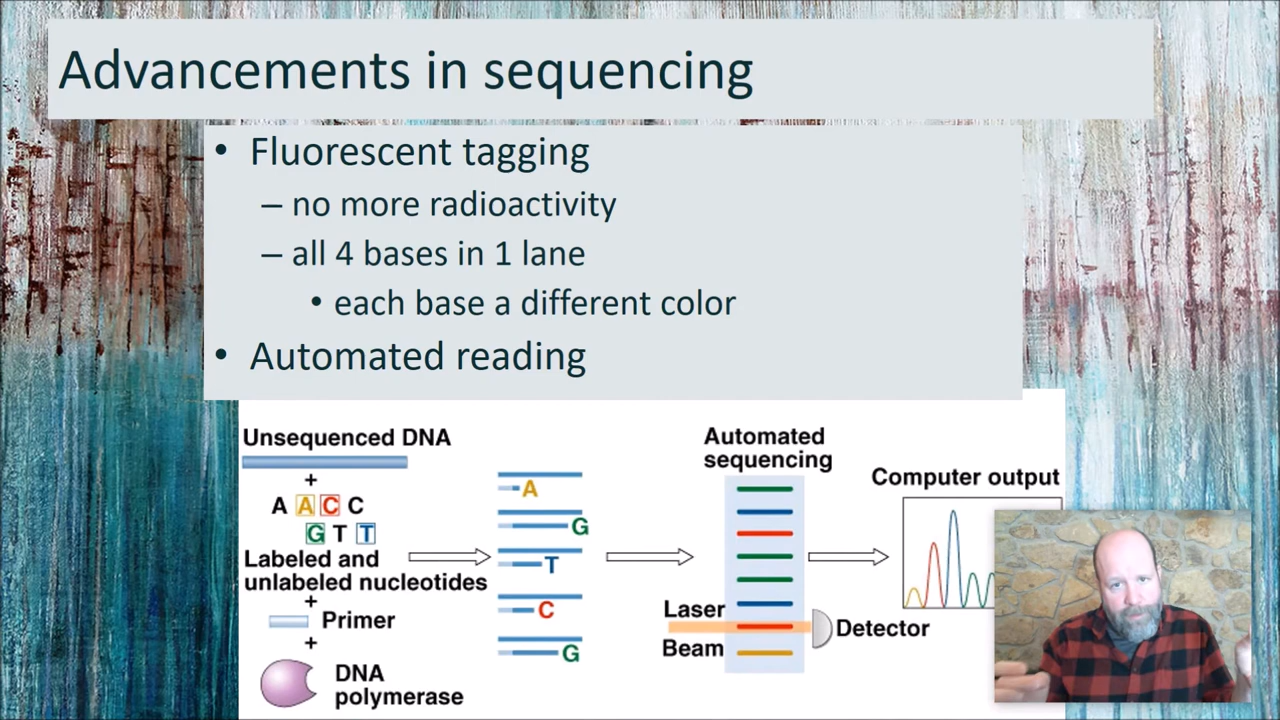 Advancements in sequencing
• Fluorescent tagging
– no more radioactivity
– all 4 bases in 1 lane
• each base a different color
• Automated reading
Unsequenced DNA
+
A A C C
G T T
Labeled and
unlabeled nucleotides
+
Primer
+
DNA
polymerase
A
G
T
C
G
Automated
sequencing
Laser
Beam
Detector
Computer output